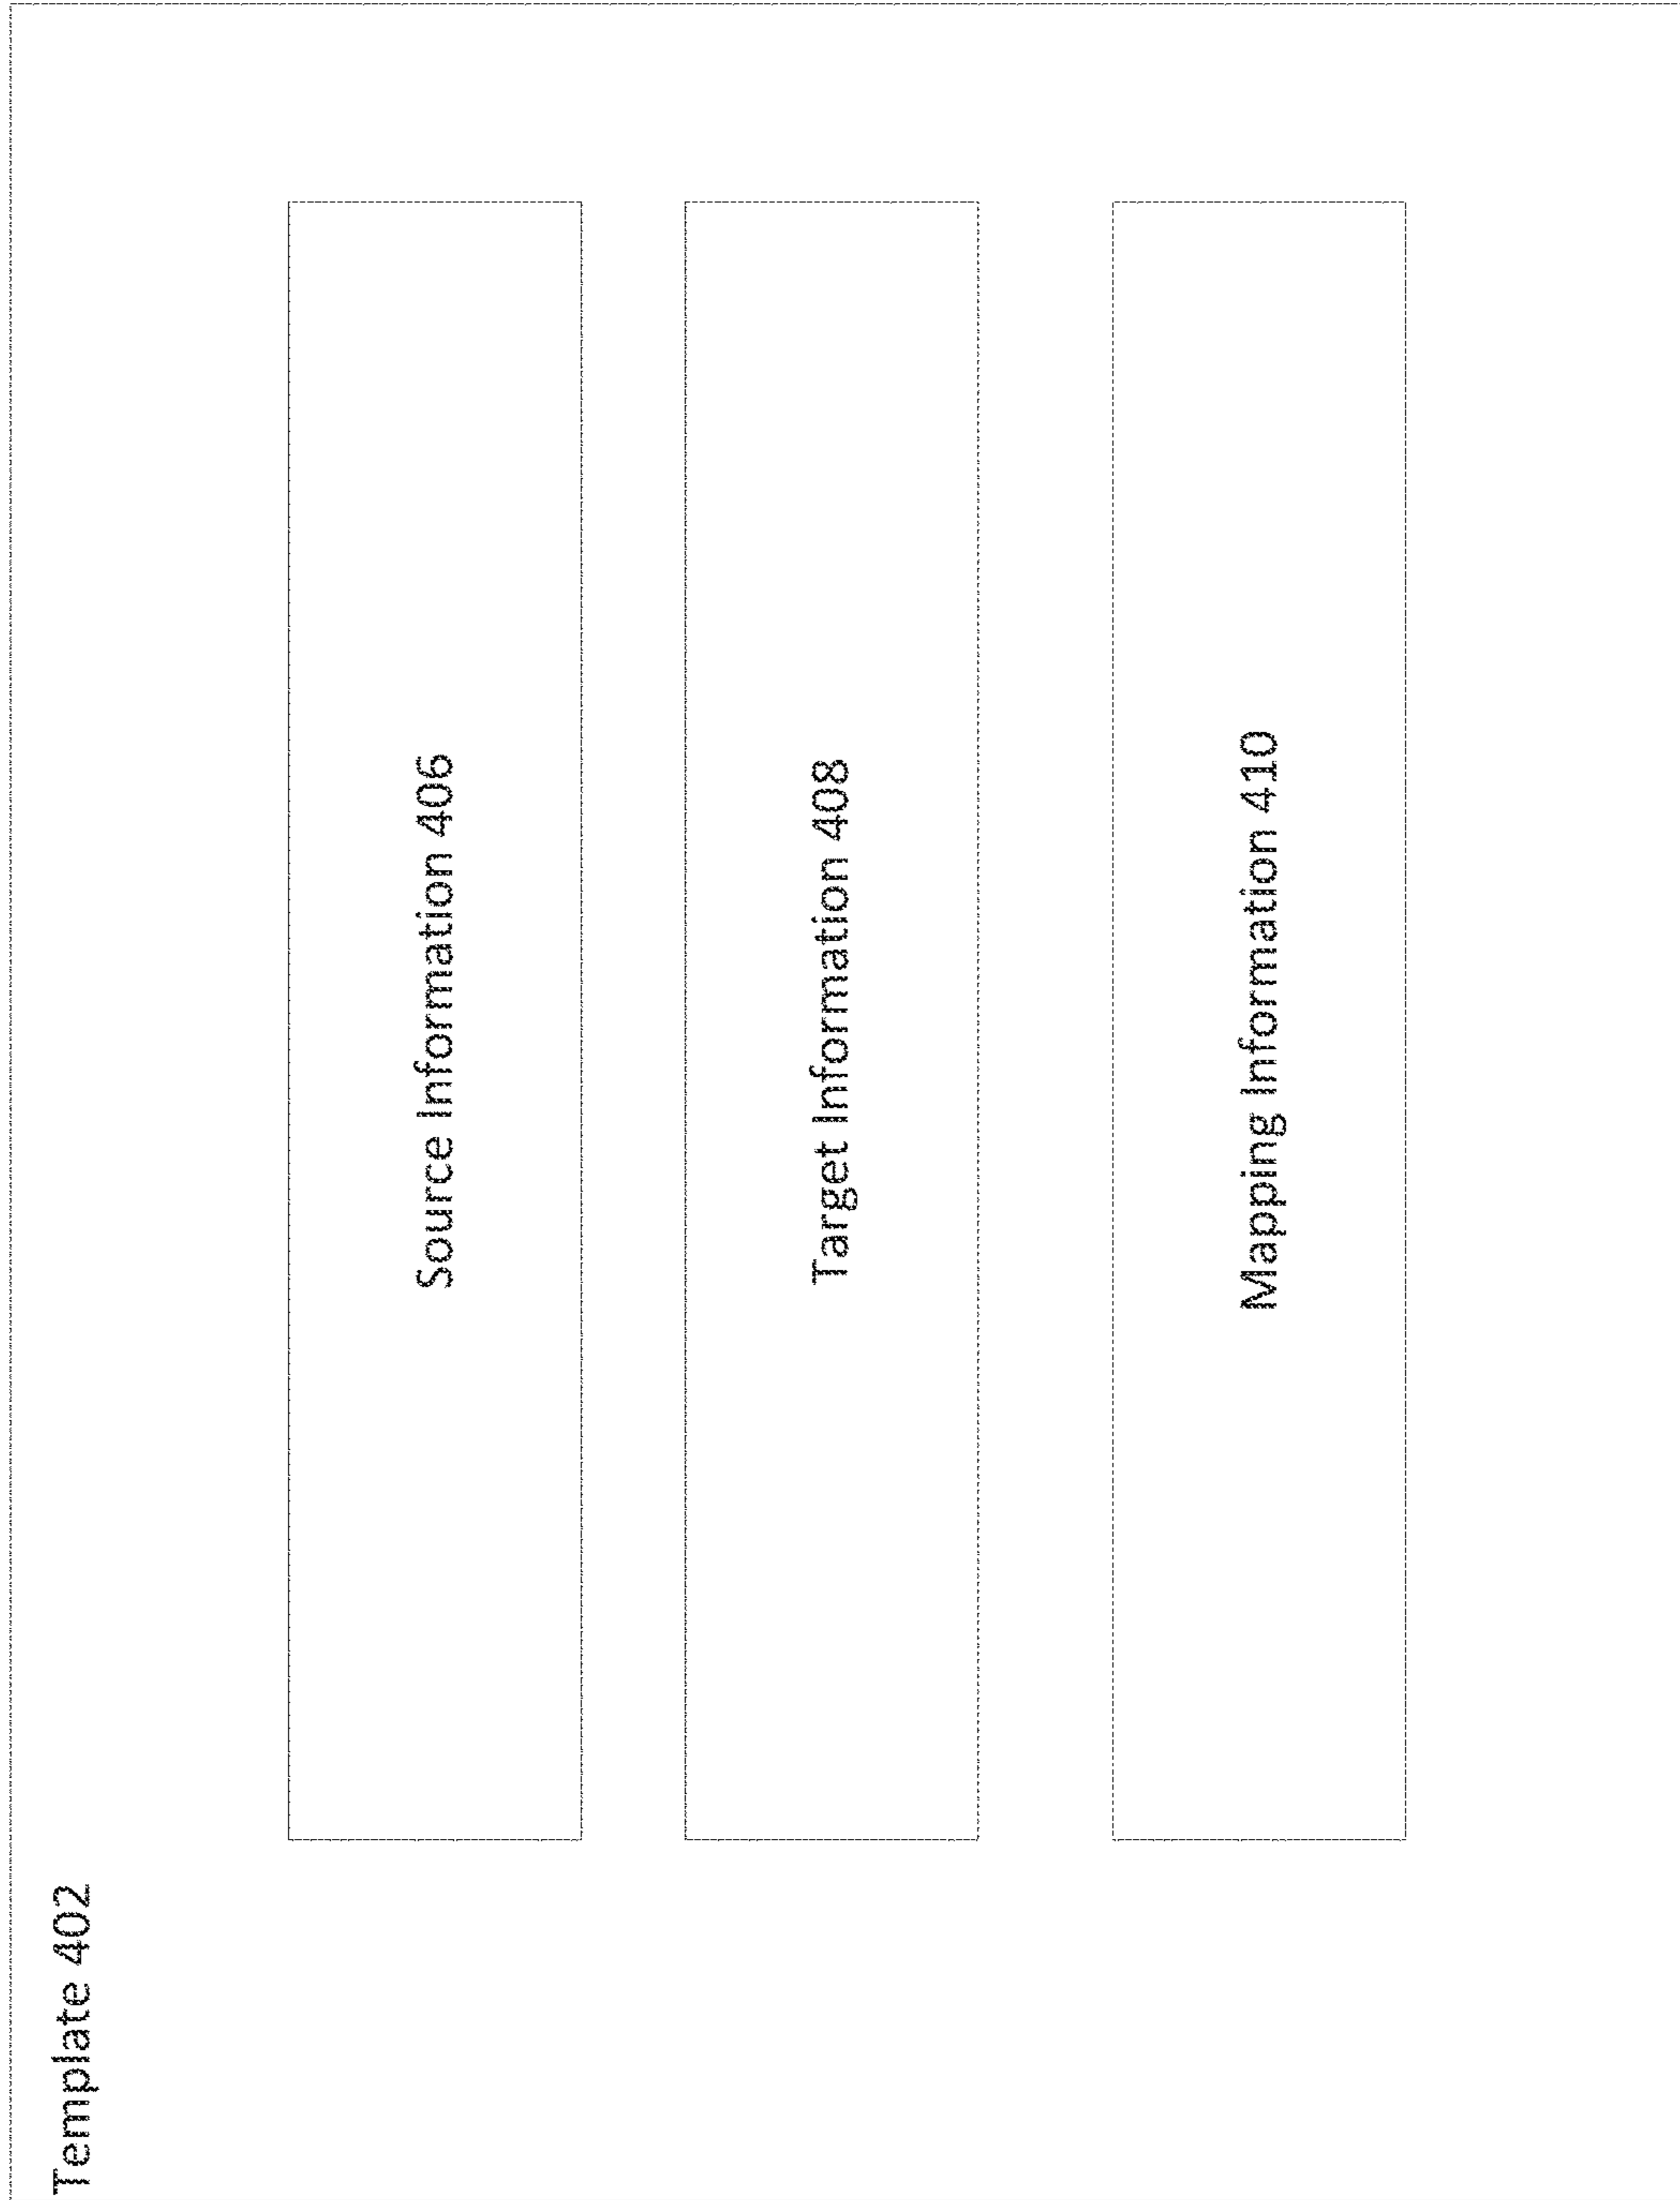 Template 402
Source Information 406
Target Information 408
Mapping Information 410